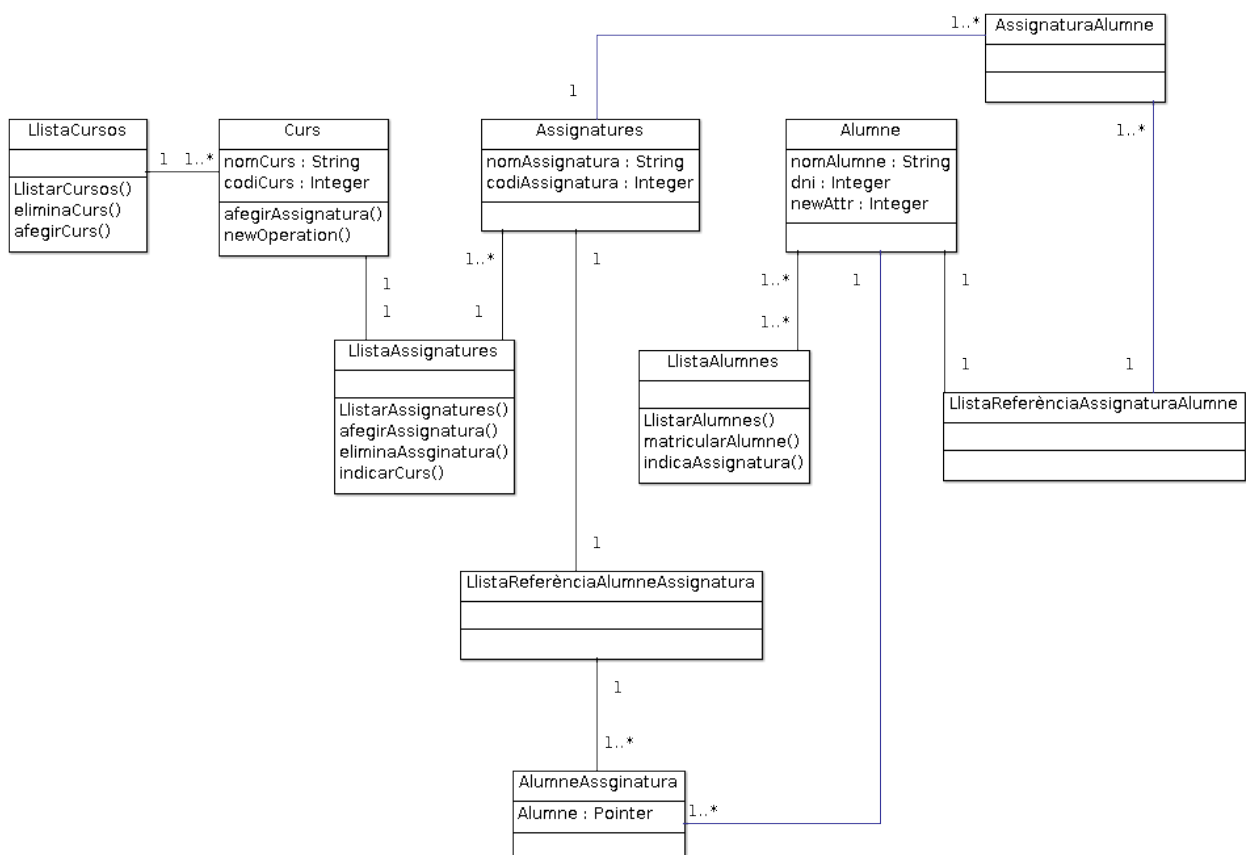 1..*
AssignaturaAlumne
1
LlistaCursos
Curs
Assignatures
Alumne
1..*
1
1..*
nomCurs : String
codiCurs : Integer
nomAssignatura : String
codiAssignatura : Integer
nomAlumne : String
dni : Integer
newAttr : Integer
LlistarCursos()
eliminaCurs()
afegirCurs()
afegirAssignatura()
newOperation()
1..*
1
1..*
1
1
1
1
1
1..*
1
1
LlistaAssignatures
LlistaAlumnes
LlistaReferènciaAssignaturaAlumne
LlistarAssignatures()
afegirAssignatura()
eliminaAssginatura()
indicarCurs()
LlistarAlumnes()
matricularAlumne()
indicaAssignatura()
1
LlistaReferènciaAlumneAssignatura
1
1..*
AlumneAssginatura
Alumne : Pointer
1..*